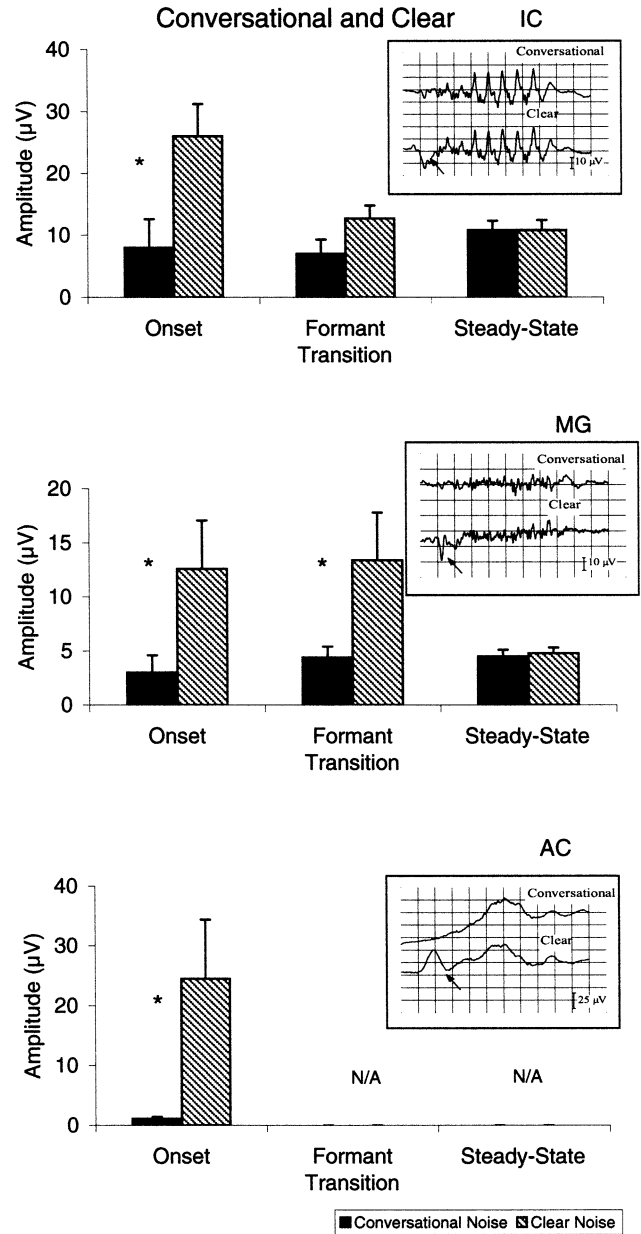 Conversational and Clear IC
Amplitude (μV)
40
30
20
10
0
*
Conversational
Clear
10 μV
Onset
Formant Transition
Steady-State
MG
Amplitude (μV)
20
15
10
5
0
*
*
Conversational
Clear
10 μV
Onset
Formant Transition
Steady-State
AC
Amplitude (μV)
40
30
20
10
0
*
Conversational
Clear
25 μV
N/A
N/A
Onset
Formant Transition
Steady-State
Conversational Noise Clear Noise